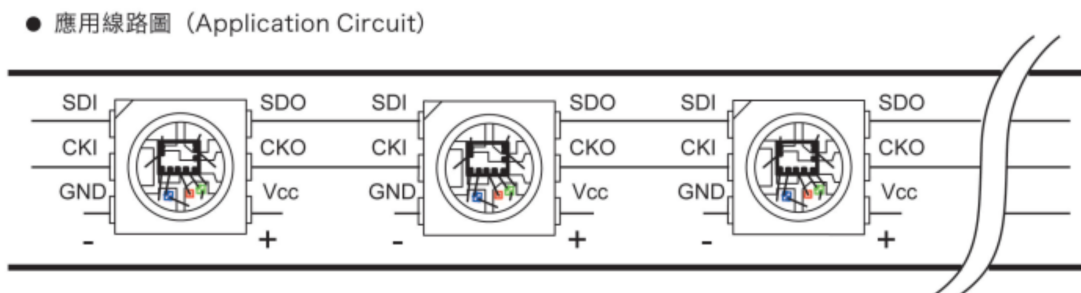 ● 應用線路圖（Application Circuit）
SDI SDO SDI SDO SDI SDO
CKI CKO CKI CKO CKI CKO
GND Vcc GND Vcc GND Vcc
- + - + - +